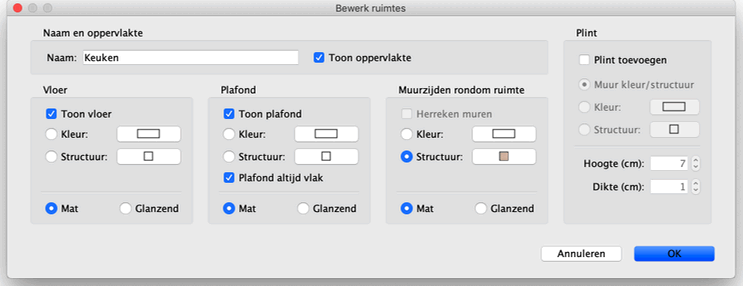 Bewerk ruimtes
Naam en oppervlakte
Naam: Keuken
Toon oppervlakte
Vloer
Toon vloer
Kleur:
Structuur:
Mat
Glanzend
Plafond
Toon plafond
Kleur:
Structuur:
Plafond altijd vlak
Mat
Glanzend
Muurzijden rondom ruimte
Herreken muren
Kleur:
Structuur:
Mat
Glanzend
Plint
Plint toevoegen
Muur kleur/structuur
Kleur:
Structuur:
Hoogte (cm): 7
Dikte (cm): 1
Annuleren
OK